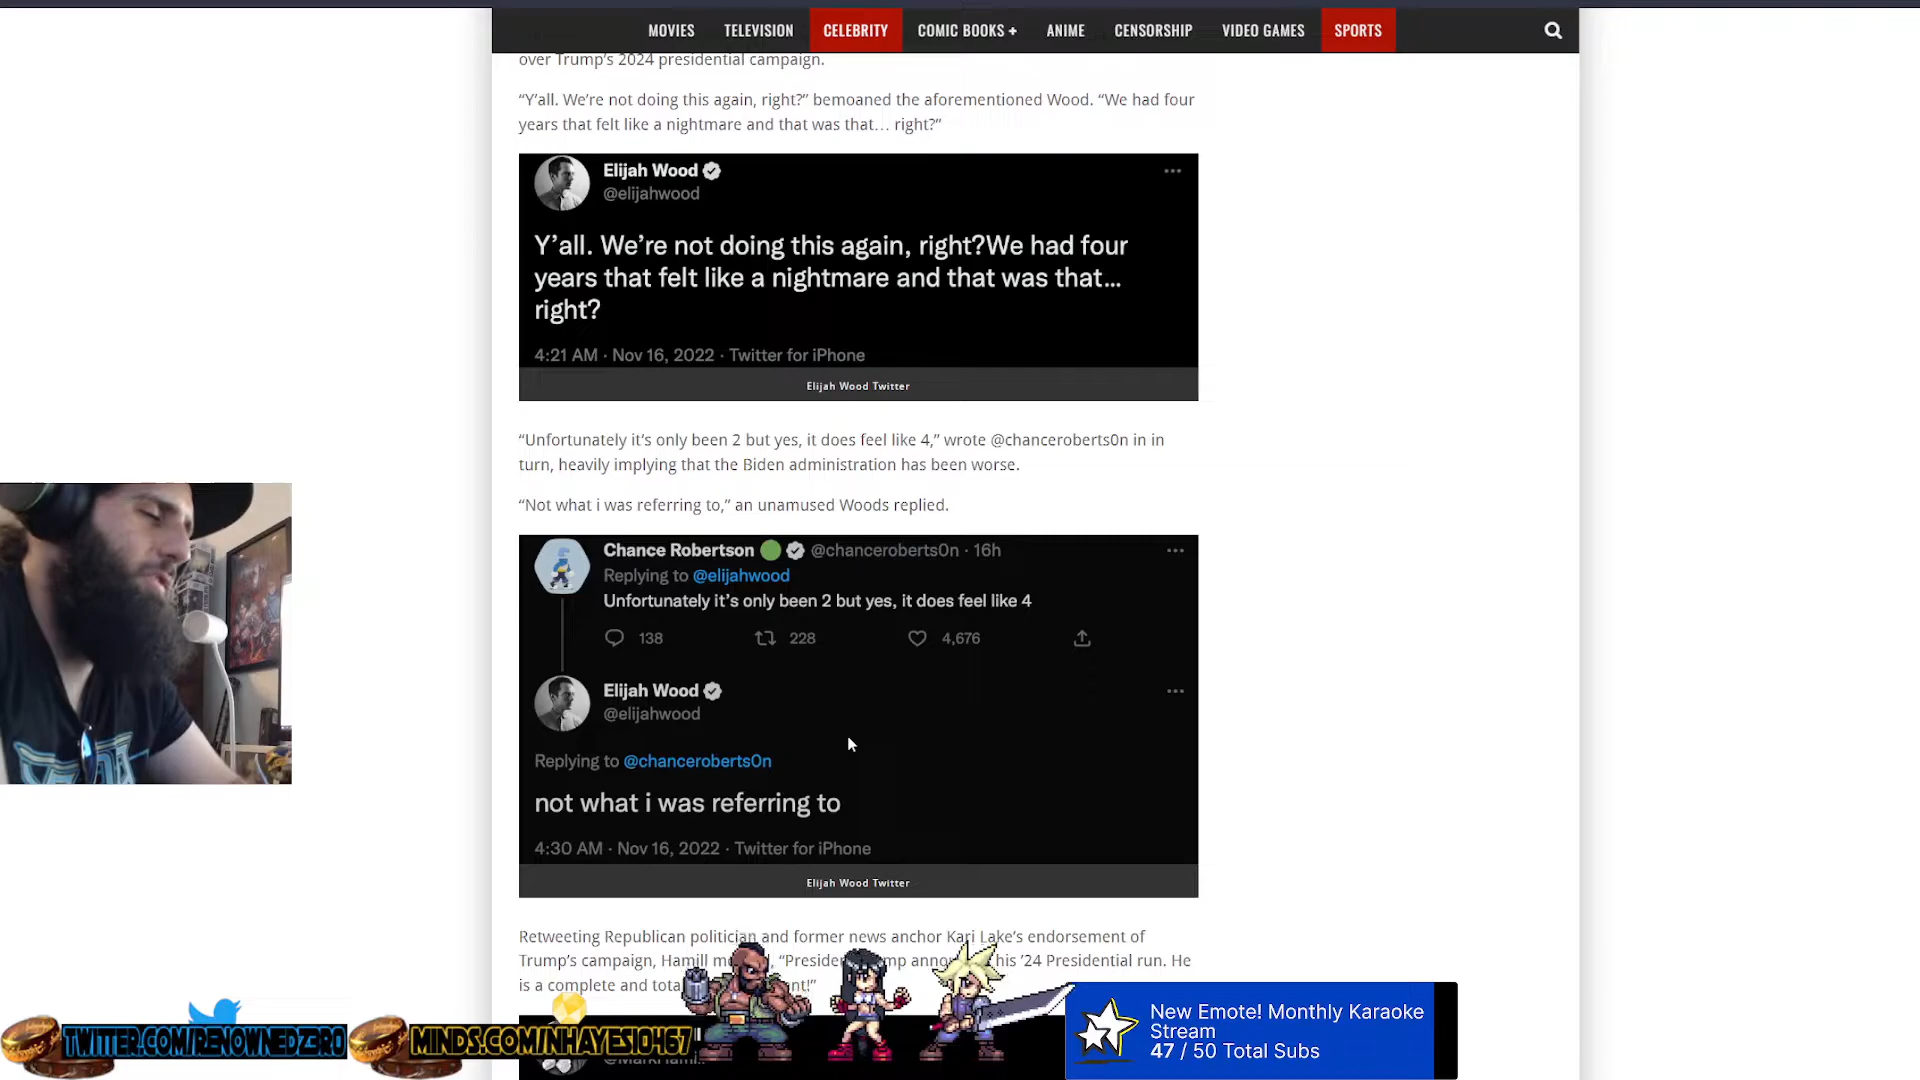 MOVIES TELEVISION CELEBRITY COMIC BOOKS + ANIME CENSORSHIP VIDEO GAMES SPORTS
over Trump's 2024 presidential campaign.
“Y'all. We're not doing this again, right?” bemoaned the aforementioned Wood. “We had four
years that felt like a nightmare and that was that… right?”
Elijah Wood
@elijahwood
Y'all. We're not doing this again, right?We had four
years that felt like a nightmare and that was that...
right?
4:21 AM · Nov 16, 2022 · Twitter for iPhone
Elijah Wood Twitter
“Unfortunately it's only been 2 but yes, it does feel like 4,” wrote @chanceroberts0n in in
turn, heavily implying that the Biden administration has been worse.
“Not what i was referring to,” an unamused Woods replied.
Chance Robertson @chanceroberts0n · 16h
Replying to @elijahwood
Unfortunately it's only been 2 but yes, it does feel like 4
138 228 4,676
Elijah Wood
@elijahwood
Replying to @chanceroberts0n
not what i was referring to
4:30 AM · Nov 16, 2022 · Twitter for iPhone
Elijah Wood Twitter
Retweeting Republican politician and former news anchor Kari Lake's endorsement of
Trump's campaign, Hamill his '24 Presidential run. He
is a complete and
TWITTER.COM/RENOWNEDZ3R0
MINDS.COM/NHAYES10467
New Emote! Monthly Karaoke
Stream
47 / 50 Total Subs